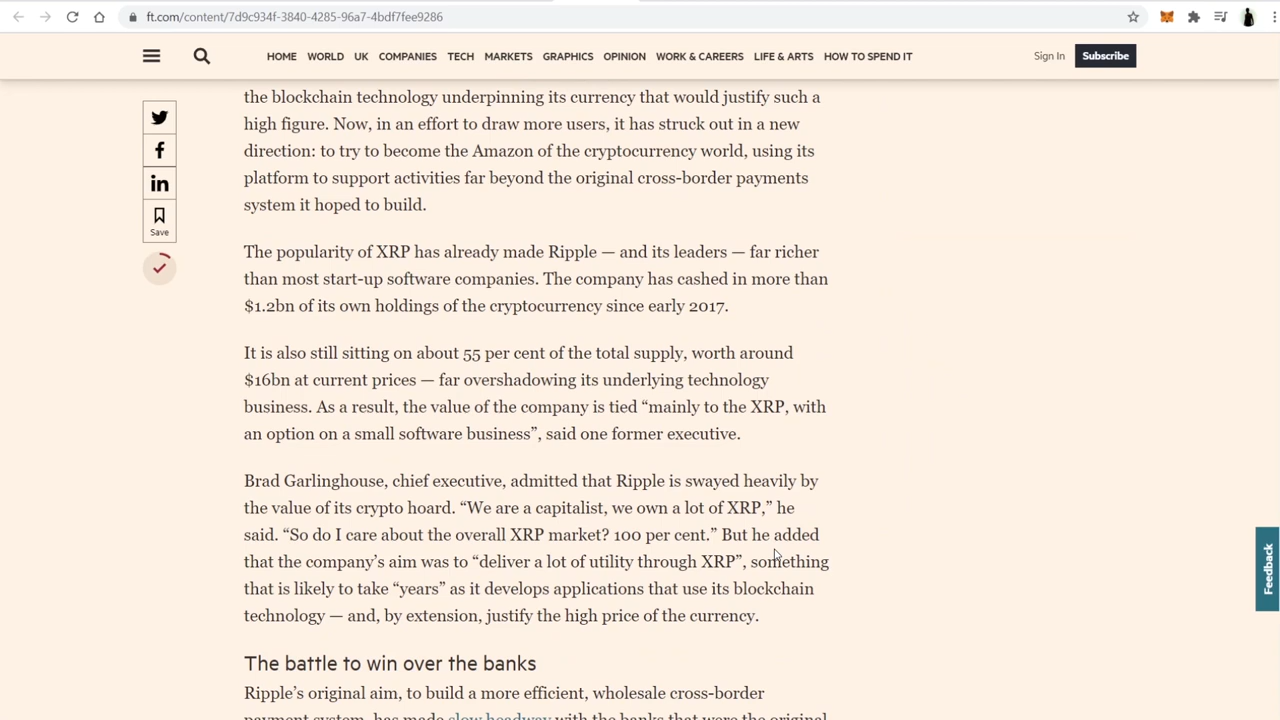 ft.com/content/7d9c934f-3840-4285-96a7-4bdf7fee9286
HOME WORLD UK COMPANIES TECH MARKETS GRAPHICS OPINION WORK & CAREERS LIFE & ARTS HOW TO SPEND IT Sign In Subscribe
the blockchain technology underpinning its currency that would justify such a
high figure. Now, in an effort to draw more users, it has struck out in a new
direction: to try to become the Amazon of the cryptocurrency world, using its
platform to support activities far beyond the original cross-border payments
system it hoped to build.
Save
The popularity of XRP has already made Ripple — and its leaders — far richer
than most start-up software companies. The company has cashed in more than
$1.2bn of its own holdings of the cryptocurrency since early 2017.
It is also still sitting on about 55 per cent of the total supply, worth around
$16bn at current prices — far overshadowing its underlying technology
business. As a result, the value of the company is tied “mainly to the XRP, with
an option on a small software business”, said one former executive.
Brad Garlinghouse, chief executive, admitted that Ripple is swayed heavily by
the value of its crypto hoard. “We are a capitalist, we own a lot of XRP,” he
said. “So do I care about the overall XRP market? 100 per cent.” But he added
that the company’s aim was to “deliver a lot of utility through XRP”, something
that is likely to take “years” as it develops applications that use its blockchain
technology — and, by extension, justify the high price of the currency.
Feedback
The battle to win over the banks
Ripple’s original aim, to build a more efficient, wholesale cross-border
payment system, has made slow headway with the banks that were the original